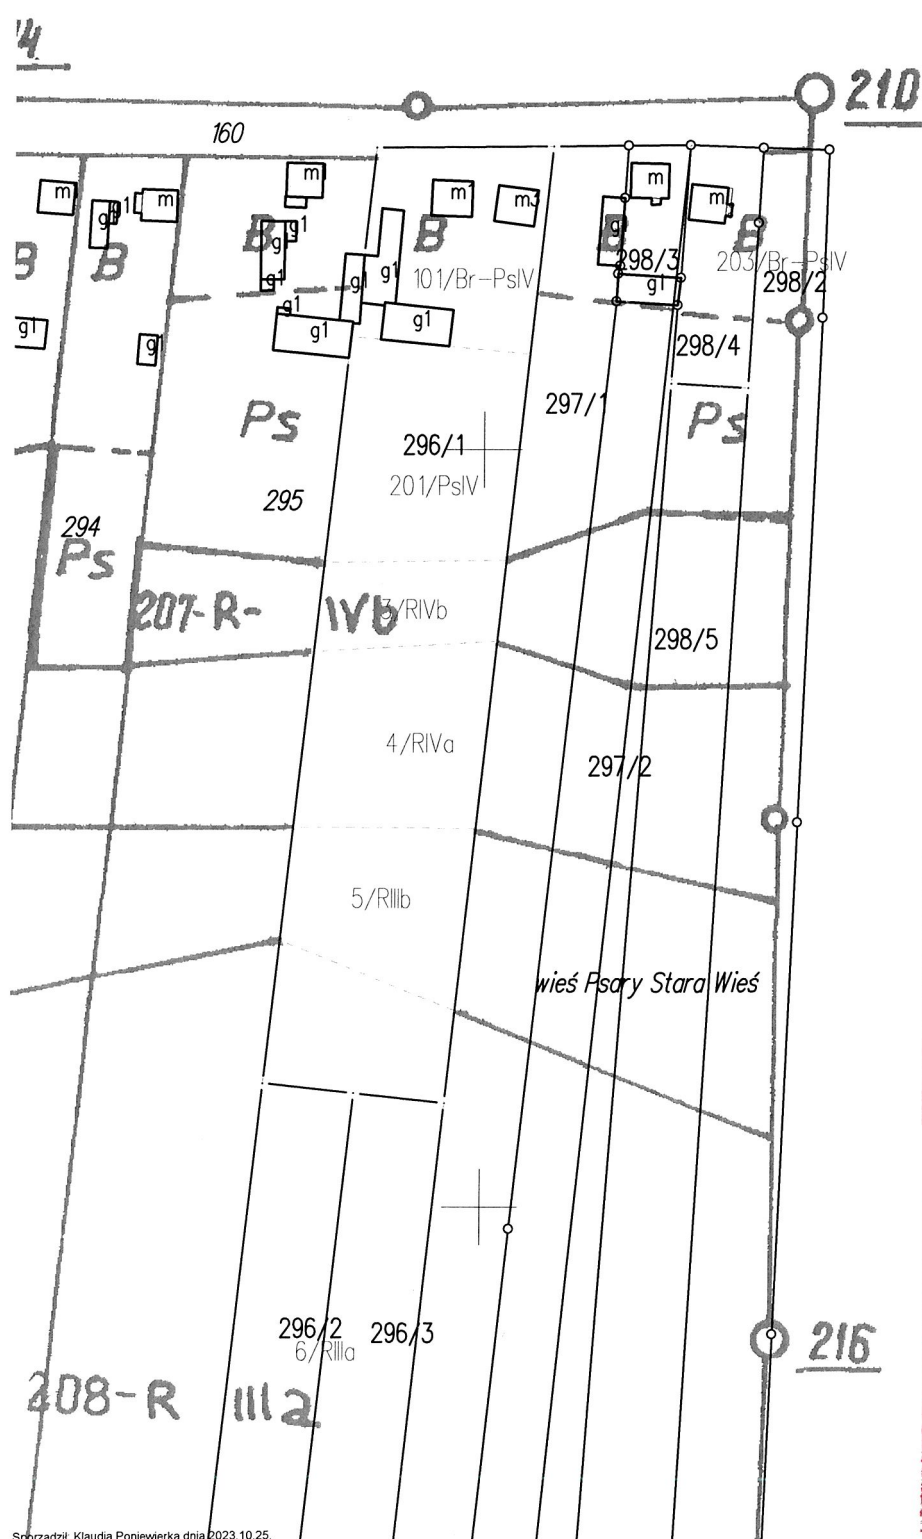 210
160
m
g1
g1
m
m
g1
g
g1
m1
m3
m
g
m
B
B
B
B
B
B
298/3
203/Br-PsIV
298/2
101/Br-PsIV
g1
g1
g1
g1
g1
g1
g1
g1
298/4
297/1
Ps
Ps
296/1
201/PsIV
295
294
Ps
207-R- IVb
3/RIVb
298/5
4/RIVa
297/2
5/RIIIb
wieś Psary Stara Wieś
296/2
296/3
6/RIIIa
216
208-R IIIa
Sporządził: Klaudia Poniewierka dnia 2023.10.25.